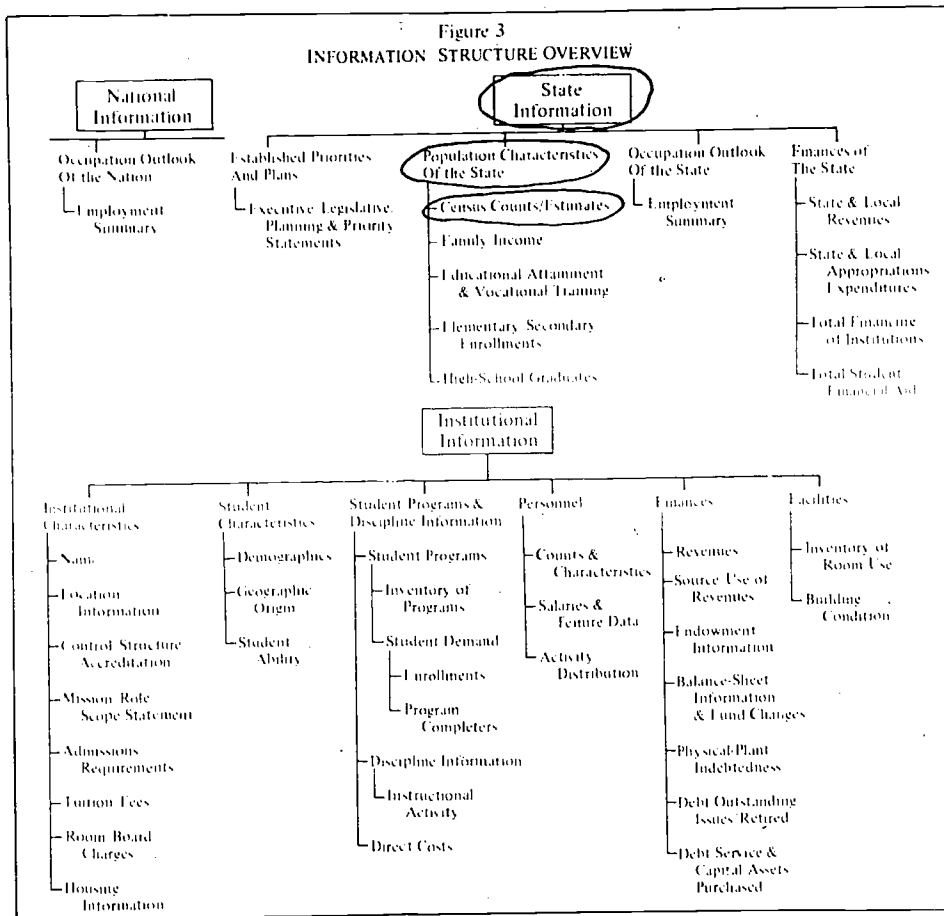 Figure 3
INFORMATION STRUCTURE OVERVIEW
National
Information
State
Information
Occupation Outlook
Of the Nation
Employment
Summary
Established Priorities
And Plans
Executive Legislative
Planning & Priority
Statements
Population Characteristics
Of the State
Census Counts/Estimates
Family Income
Educational Attainment
& Vocational Training
Elementary Secondary
Enrollments
High-School Graduates
Occupation Outlook
Of the State
Employment
Summary
Finances of
The State
State & Local
Revenues
State & Local
Appropriations
Expenditures
Total Financing
of Institutions
Total Student
Financial Aid
Institutional
Information
Institutional
Characteristics
Location
Information
Control Structure
Accreditation
Mission Role
Scope Statement
Admissions
Requirements
Tuition Fees
Room Board
Charges
Housing
Information
Student
Characteristics
Demographics
Geographic
Origin
Student
Ability
Student Programs &
Discipline Information
Student Programs
Inventory of
Programs
Student Demand
Enrollments
Program
Completers
Discipline Information
Instructional
Activity
Direct Costs
Personnel
Counts &
Characteristics
Salaries &
Tenure Data
Activity
Distribution
Finances
Revenues
Source Use of
Revenues
Endowment
Information
Balance-Sheet
Information
& Fund Changes
Physical-Plant
Indebtedness
Debt Outstanding
Issues Retired
Debt Service &
Capital Assets
Purchased
Facilities
Inventory of
Room Use
Building
Condition